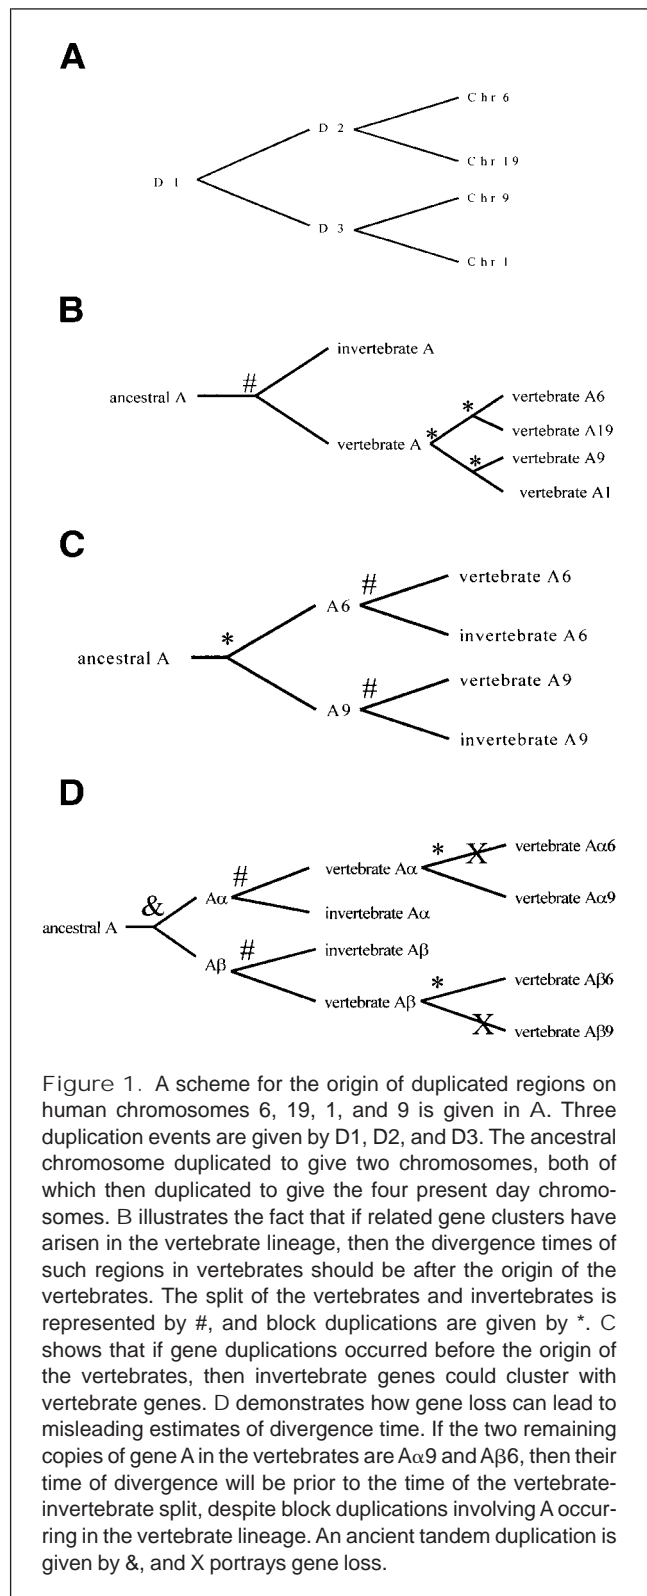 A
Chr 6
D 2
Chr 19
D 1
Chr 9
D 3
Chr 1
B
invertebrate A
#
ancestral A
vertebrate A6
*
vertebrate A19
vertebrate A
*
vertebrate A9
*
vertebrate A1
C
vertebrate A6
#
A6
invertebrate A6
*
ancestral A
vertebrate A9
#
A9
invertebrate A9
D
vertebrate Aα6
*
X
vertebrate Aα
#
Aα
vertebrate Aα9
&
invertebrate Aα
ancestral A
invertebrate Aβ
#
Aβ
vertebrate Aβ6
*
vertebrate Aβ
X
vertebrate Aβ9
Figure 1. A scheme for the origin of duplicated regions on
human chromosomes 6, 19, 1, and 9 is given in A. Three
duplication events are given by D1, D2, and D3. The ancestral
chromosome duplicated to give two chromosomes, both of
which then duplicated to give the four present day chromo-
somes. B illustrates the fact that if related gene clusters have
arisen in the vertebrate lineage, then the divergence times of
such regions in vertebrates should be after the origin of the
vertebrates. The split of the vertebrates and invertebrates is
represented by #, and block duplications are given by *. C
shows that if gene duplications occurred before the origin of
the vertebrates, then invertebrate genes could cluster with
vertebrate genes. D demonstrates how gene loss can lead to
misleading estimates of divergence time. If the two remaining
copies of gene A in the vertebrates are Aα9 and Aβ6, then their
time of divergence will be prior to the time of the vertebrate-
invertebrate split, despite block duplications involving A occur-
ring in the vertebrate lineage. An ancient tandem duplication is
given by &, and X portrays gene loss.